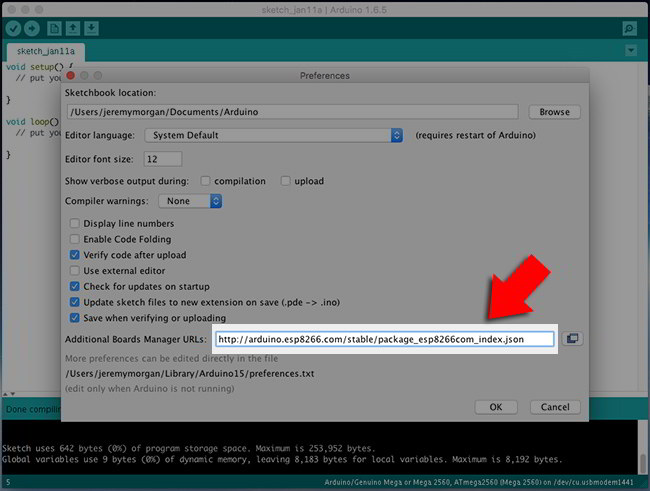 sketch_jan11a | Arduino 1.6.5
sketch_jan11a
void setup() {
// put you
}
void loop()
// put you
}
Preferences
Sketchbook location:
/Users/jeremymorgan/Documents/Arduino
Browse
Editor language: System Default (requires restart of Arduino)
Editor font size: 12
Show verbose output during: compilation upload
Compiler warnings: None
Display line numbers
Enable Code Folding
Verify code after upload
Use external editor
Check for updates on startup
Update sketch files to new extension on save (.pde -> .ino)
Save when verifying or uploading
Additional Boards Manager URLs: http://arduino.esp8266.com/stable/package_esp8266com_index.json
More preferences can be edited directly in the file
/Users/jeremymorgan/Library/Arduino15/preferences.txt
(edit only when Arduino is not running)
OK Cancel
Done compilin
Sketch uses 642 bytes (0%) of program storage space. Maximum is 253,952 bytes.
Global variables use 9 bytes (0%) of dynamic memory, leaving 8,183 bytes for local variables. Maximum is 8,192 bytes.
5 Arduino/Genuino Mega or Mega 2560, ATmega2560 (Mega 2560) on /dev/cu.usbmodem1441